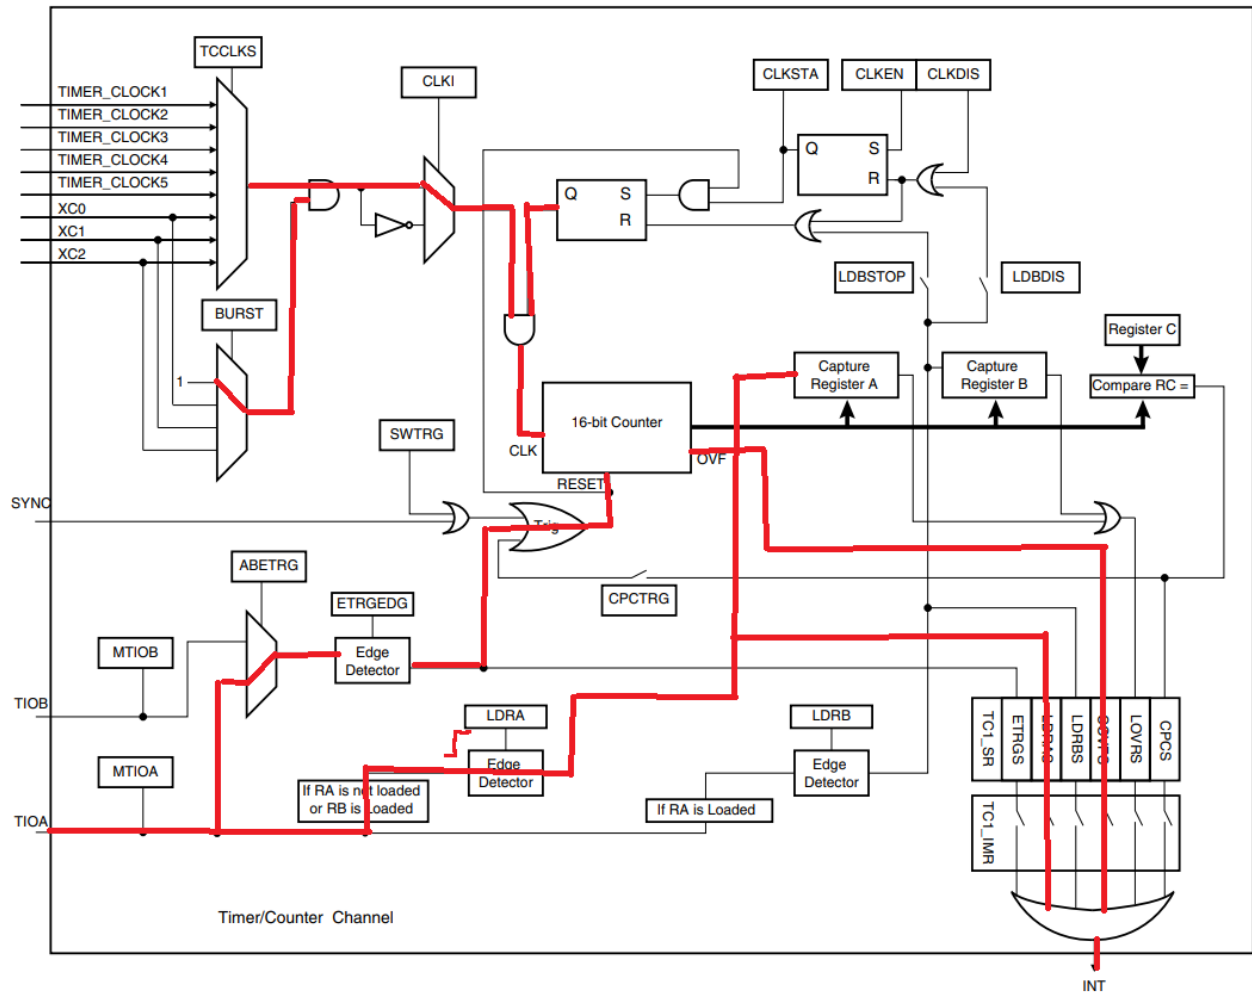 TCCLKS
CLKI
CLKSTA
CLKEN
CLKDIS
TIMER_CLOCK1
TIMER_CLOCK2
TIMER_CLOCK3
TIMER_CLOCK4
TIMER_CLOCK5
XC0
XC1
XC2
Q
S
R
Q
S
R
LDBSTOP
LDBDIS
BURST
1
Register C
Capture
Register A
Capture
Register B
Compare RC =
16-bit Counter
SWTRG
CLK
OVF
RESET
SYNC
Trig
ABETRG
CPCTRG
ETRGEDG
MTIOB
Edge
Detector
TIOB
LDRA
LDRB
MTIOA
Edge
Detector
Edge
Detector
If RA is not loaded
or RB is Loaded
If RA is Loaded
TIOA
TC1_SR
ETRGS
LDRAS
LDRBS
COVFS
LOVRS
CPCS
TC1_IMR
Timer/Counter Channel
INT